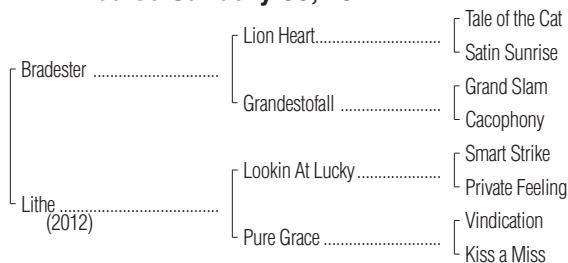 Tale of the Cat
Lion Heart
Satin Sunrise
Bradester
Grand Slam
Grandestofall
Cacophony
Smart Strike
Lookin At Lucky
Private Feeling
Lithe
(2012)
Vindication
Pure Grace
Kiss a Miss